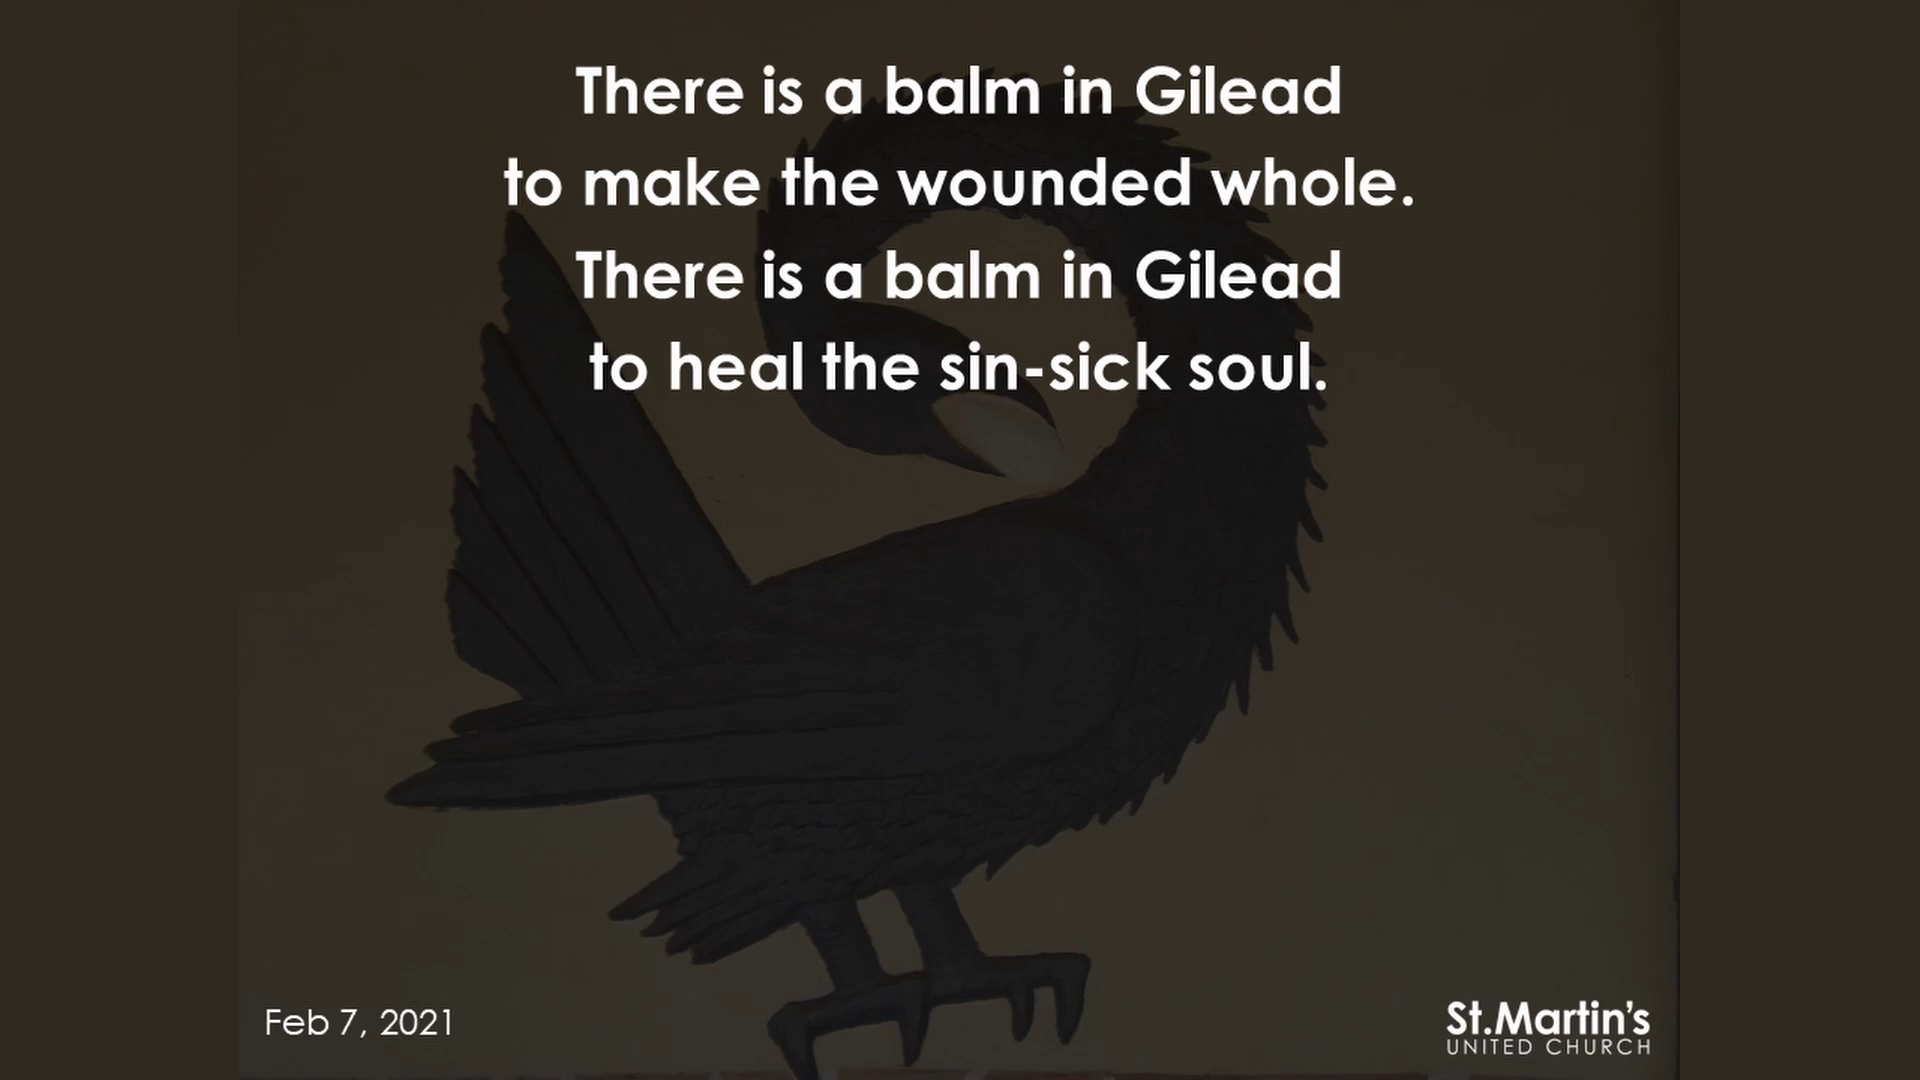 There is a balm in Gilead
to make the wounded whole.
There is a balm in Gilead
to heal the sin-sick soul.
Feb 7, 2021
St.Martin's
UNITED CHURCH